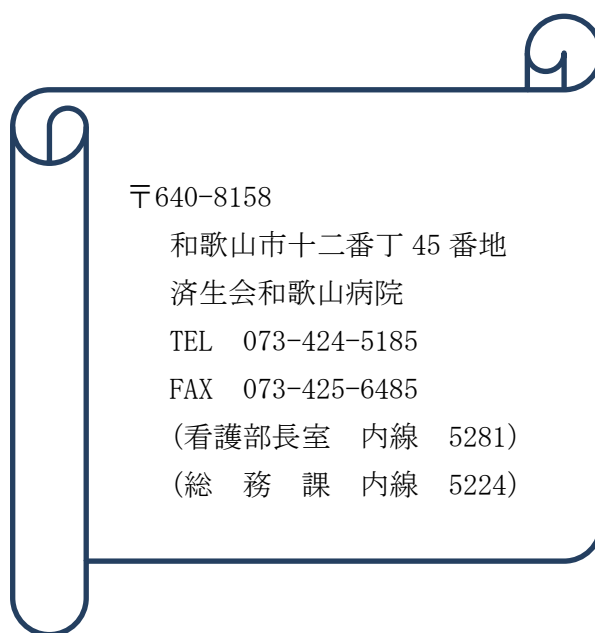 〒640-8158
和歌山市十二番丁 45 番地
済生会和歌山病院
TEL　073-424-5185
FAX　073-425-6485
(看護部長室　内線　5281)
(総　務　課　内線　5224)